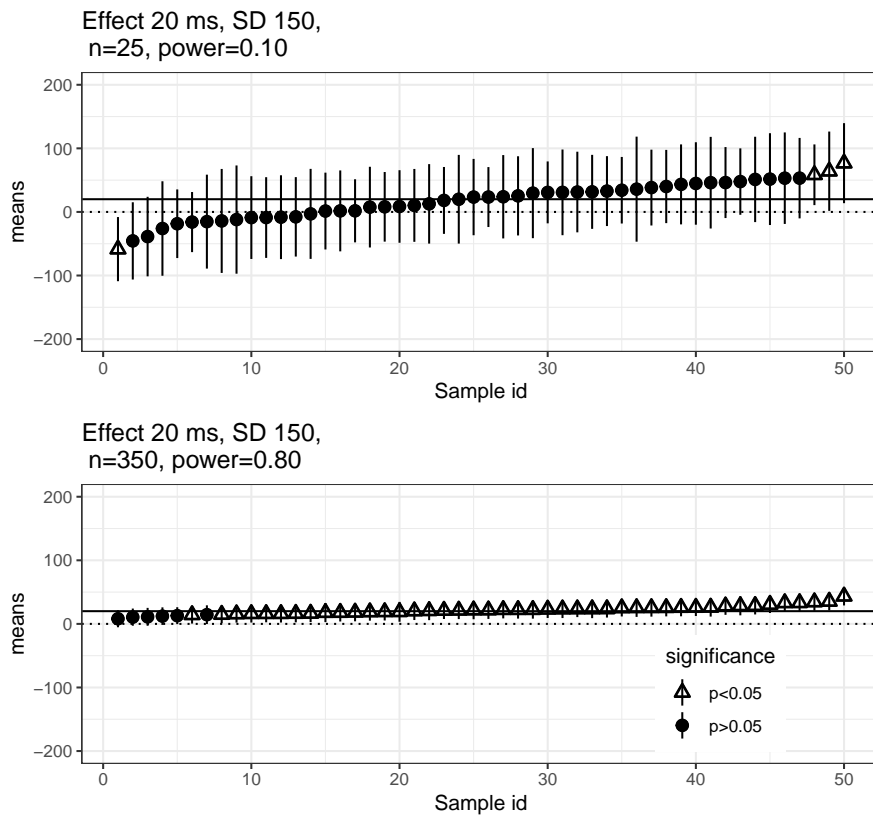 Effect 20 ms, SD 150,
n=25, power=0.10
200
100
0
−100
−200
means
0
10
20
30
40
50
Sample id
Effect 20 ms, SD 150,
n=350, power=0.80
200
100
0
−100
−200
means
significance
p<0.05
p>0.05
0
10
20
30
40
50
Sample id